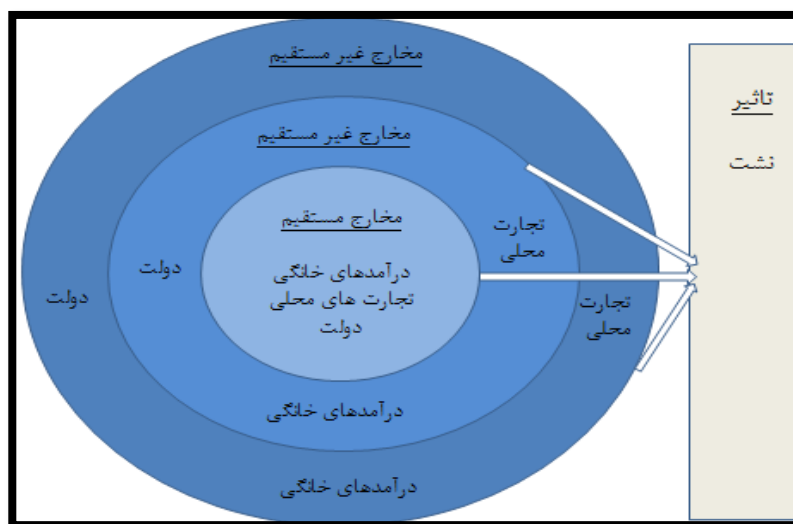 مخارج غیر مستقیم
مخارج غیر مستقیم
مخارج مستقیم
درآمدهای خانگی
تجارت های محلی
دولت
تجارت
محلی
دولت
درآمدهای خانگی
تجارت
محلی
دولت
درآمدهای خانگی
تاثیر
نشت